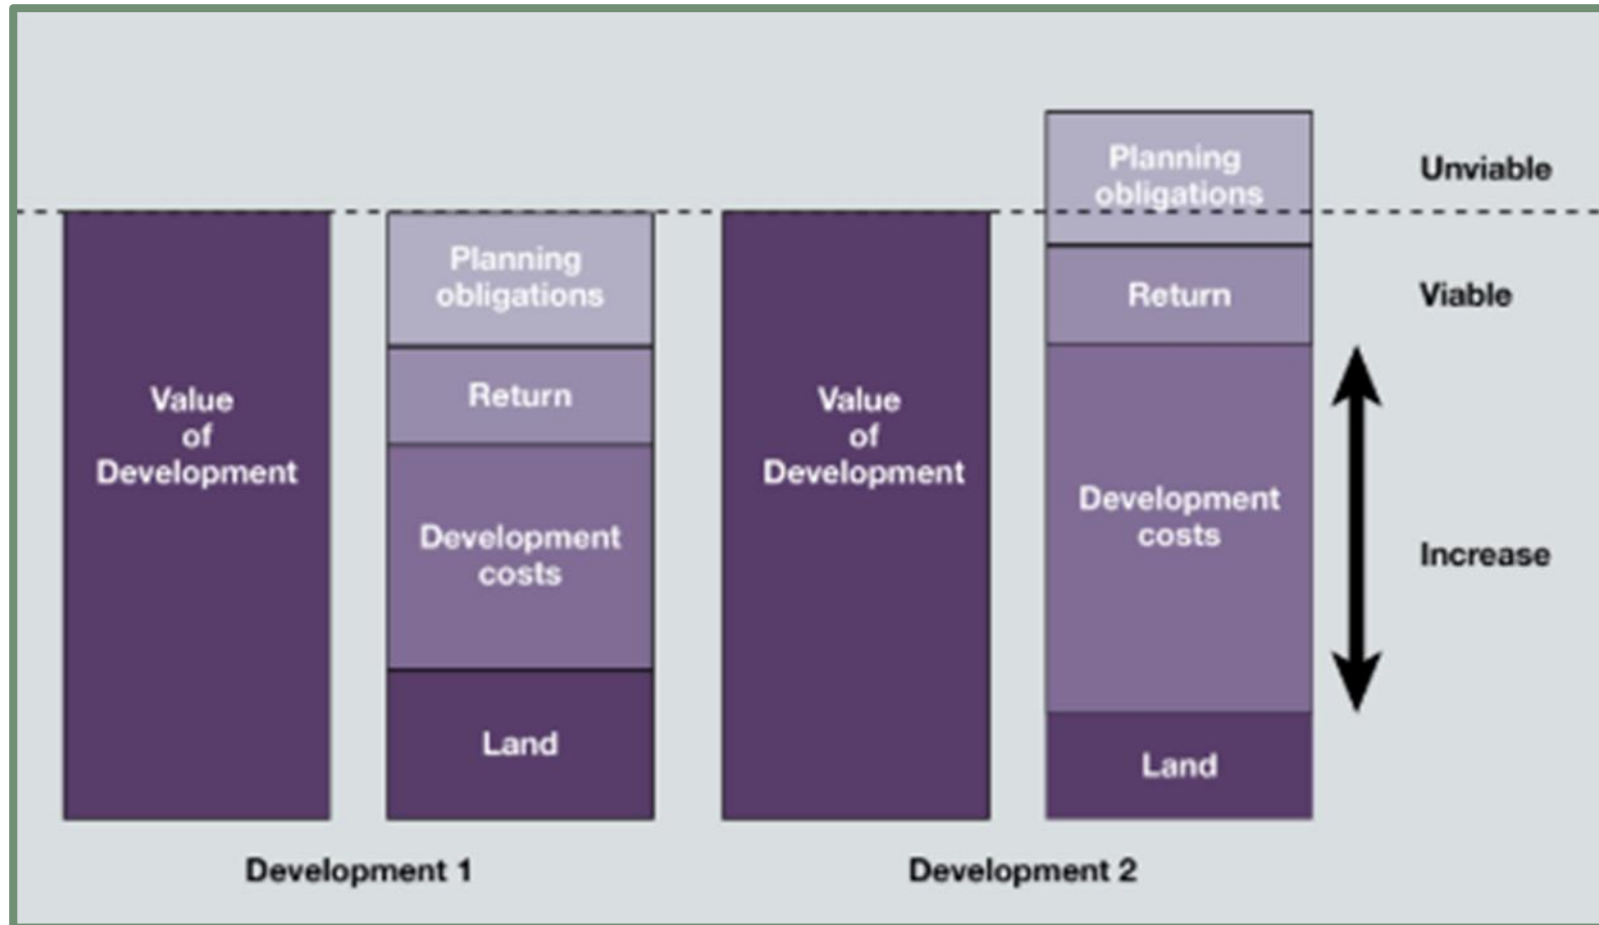 Value
of
Development
Planning
obligations
Return
Development
costs
Land
Development 1
Value
of
Development
Planning
obligations
Return
Development
costs
Land
Development 2
Unviable
Viable
Increase